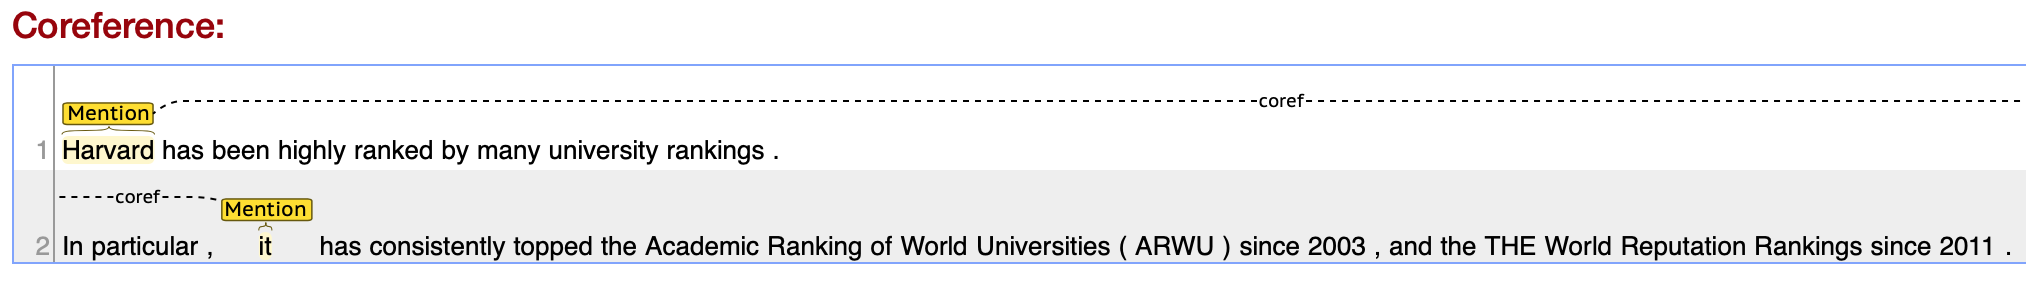 Coreference:
Mention coref
1 Harvard has been highly ranked by many university rankings .
coref Mention
2 In particular , it has consistently topped the Academic Ranking of World Universities ( ARWU ) since 2003 , and the THE World Reputation Rankings since 2011 .